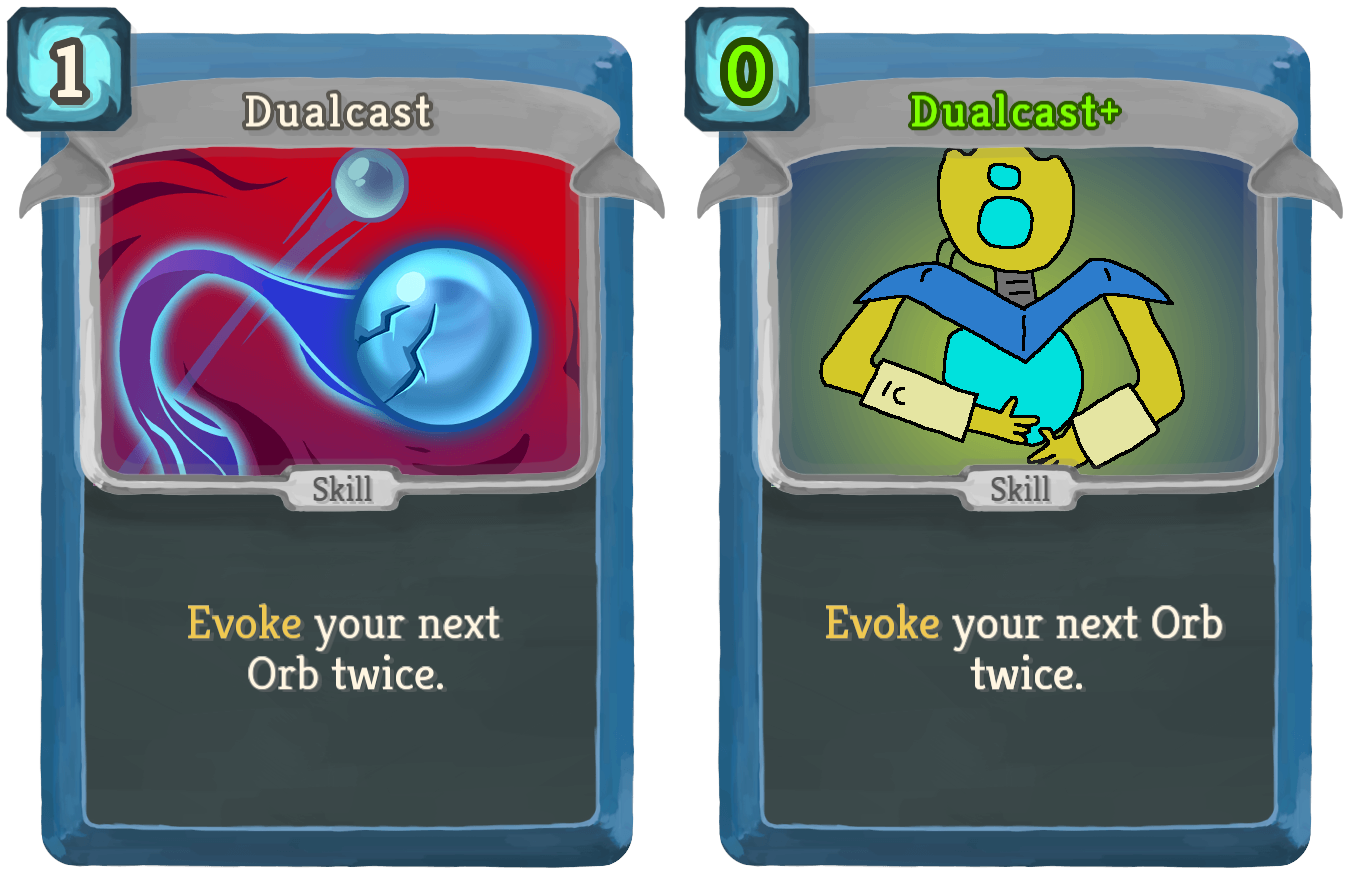 1
Dualcast
Skill
Evoke your next
Orb twice.
0
Dualcast+
Skill
Evoke your next Orb
twice.